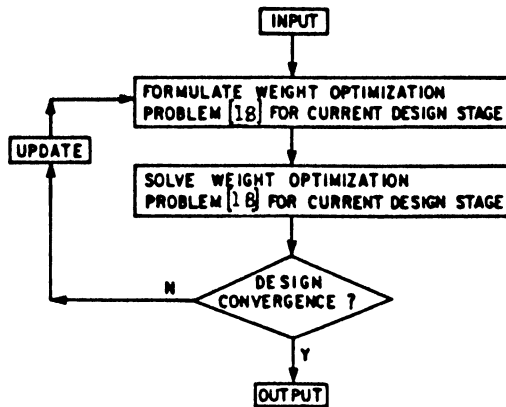 INPUT
FORMULATE WEIGHT OPTIMIZATION
PROBLEM [18] FOR CURRENT DESIGN STAGE
UPDATE
SOLVE WEIGHT OPTIMIZATION
PROBLEM [18] FOR CURRENT DESIGN STAGE
N
DESIGN
CONVERGENCE ?
Y
OUTPUT